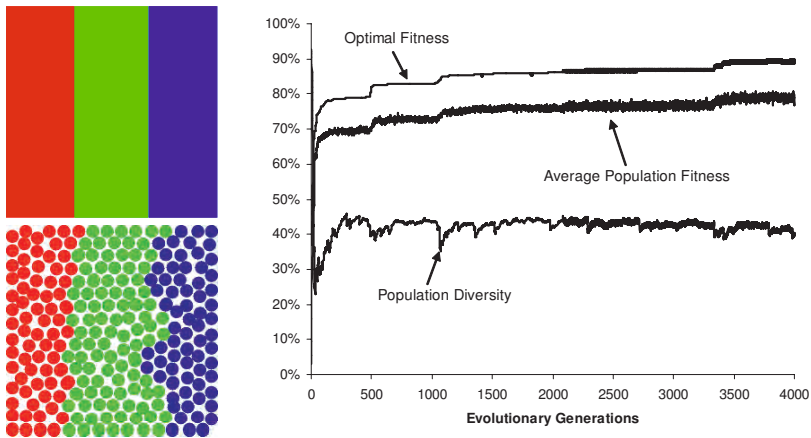 100%
90%
80%
70%
60%
50%
40%
30%
20%
10%
0%
Optimal Fitness
Average Population Fitness
Population Diversity
0 500 1000 1500 2000 2500 3000 3500 4000
Evolutionary Generations